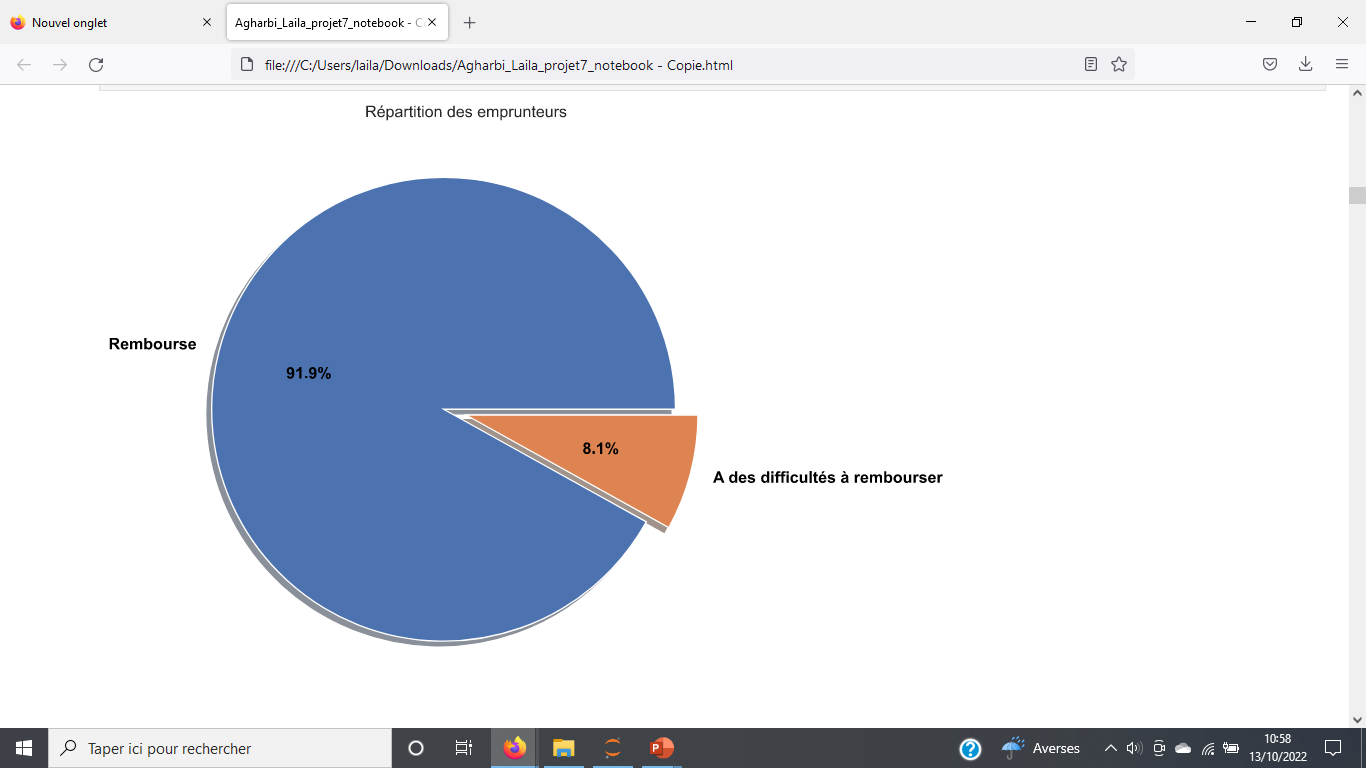 Nouvel onglet
Agharbi_Laila_projet7_notebook - C
file:///C:/Users/laila/Downloads/Agharbi_Laila_projet7_notebook - Copie.html
Répartition des emprunteurs
Rembourse
91.9%
8.1%
A des difficultés à rembourser
Taper ici pour rechercher
Averses
10:58
13/10/2022